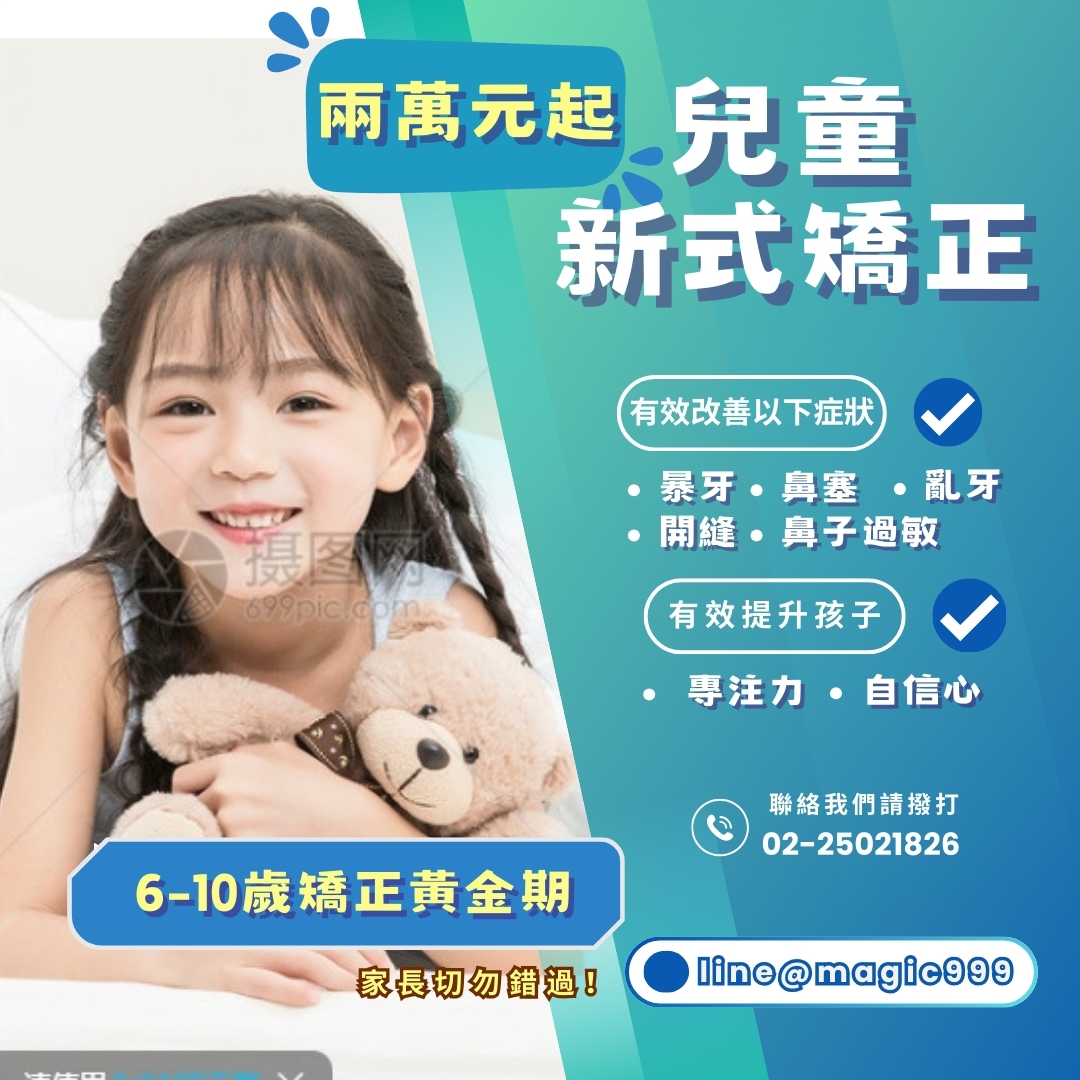 兩萬元起
兒童
新式矯正
有效改善以下症狀
• 暴牙 • 鼻塞 • 亂牙
• 開縫 • 鼻子過敏
有效提升孩子
• 專注力 • 自信心
摄图网
699pic.com
聯絡我們請撥打
02-25021826
6-10歲矯正黃金期
家長切勿錯過！
line@magic999